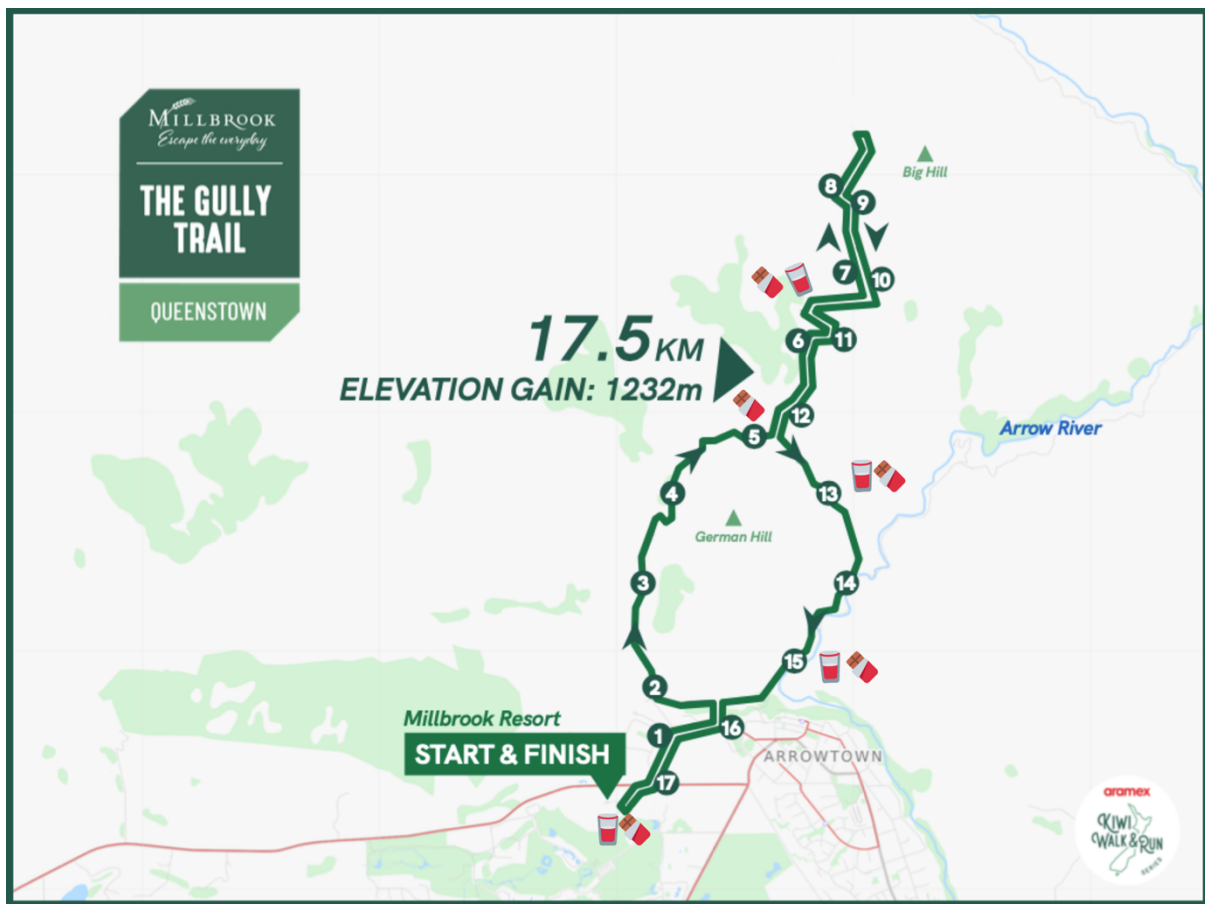 MILLBROOK
Escape the everyday
THE GULLY
TRAIL
QUEENSTOWN
Big Hill
8
9
7
10
17.5 KM
ELEVATION GAIN: 1232m
6
11
12
5
Arrow River
4
13
German Hill
3
14
15
2
Millbrook Resort
START & FINISH
1
16
ARROWTOWN
17
aramex
KIWI
WALK & RUN
SERIES